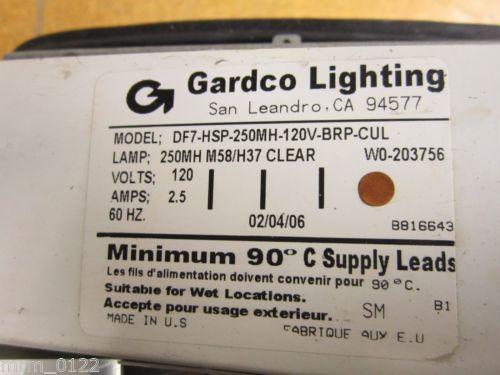 Gardco Lighting
San Leandro, CA 94577
MODEL; DF7-HSP-250MH-120V-BRP-CUL
LAMP; 250MH M58/H37 CLEAR W0-203756
VOLTS; 120
AMPS; 2.5
60 HZ. 02/04/06 B816643
Minimum 90° C Supply Leads
Les fils d'alimentation doivent convenir pour 90°C.
Suitable for Wet Locations.
Accepte pour usage exterieur. SM B1
MADE IN U.S FABRIQUE AUX E.U
mem_0122